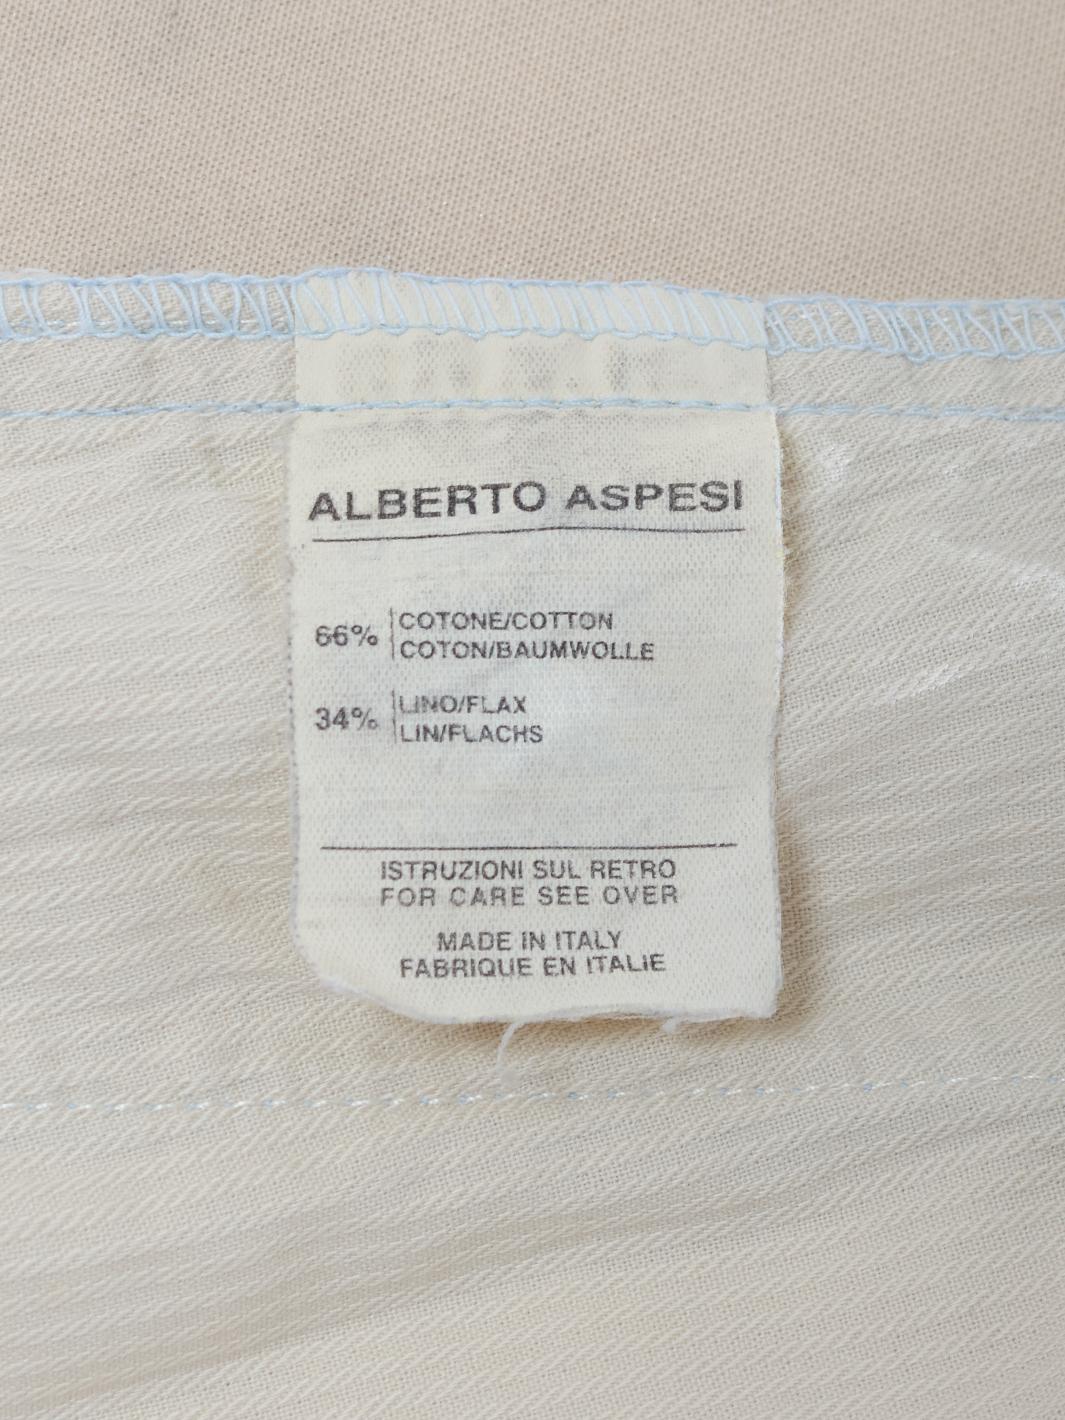 ALBERTO ASPESI
66% COTONE/COTTON
COTON/BAUMWOLLE
34% LINO/FLAX
LIN/FLACHS
ISTRUZIONI SUL RETRO
FOR CARE SEE OVER
MADE IN ITALY
FABRIQUE EN ITALIE